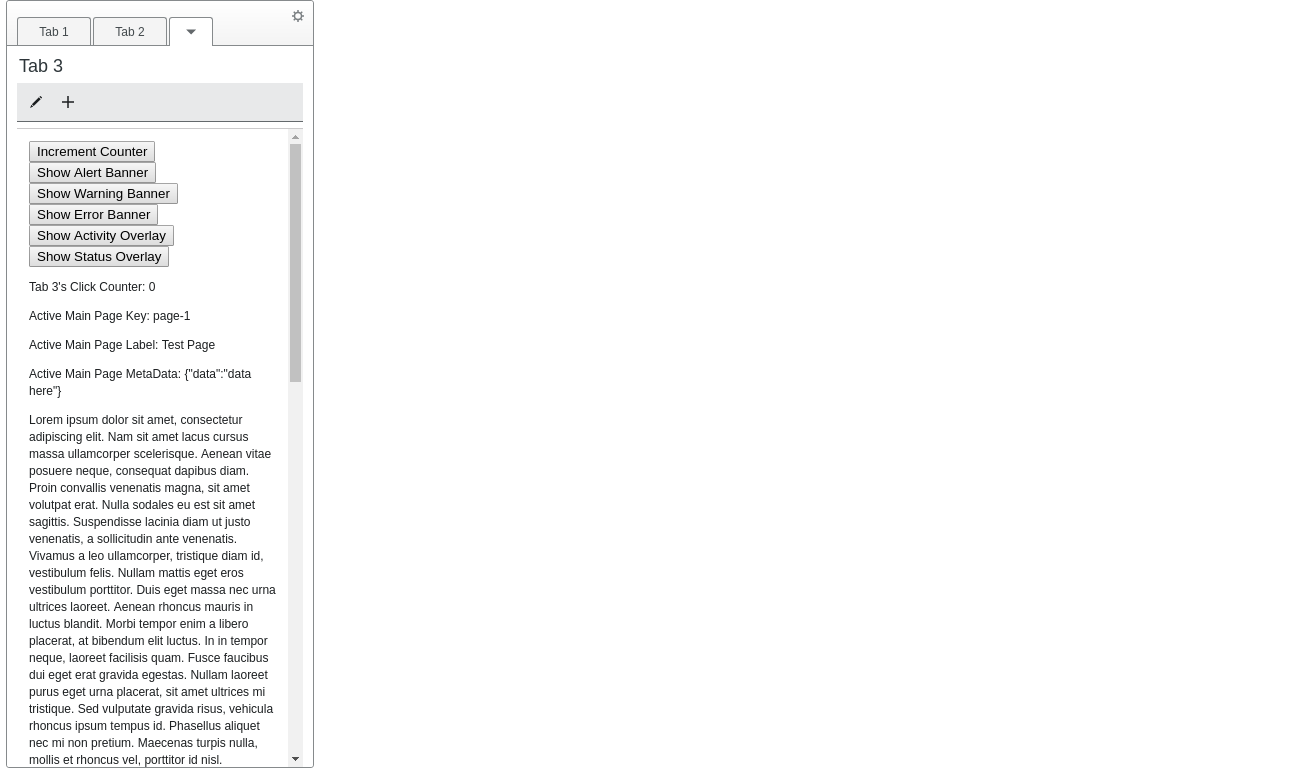 Tab 1
Tab 2
Tab 3
Increment Counter
Show Alert Banner
Show Warning Banner
Show Error Banner
Show Activity Overlay
Show Status Overlay
Tab 3's Click Counter: 0
Active Main Page Key: page-1
Active Main Page Label: Test Page
Active Main Page MetaData: {"data":"data
here"}
Lorem ipsum dolor sit amet, consectetur
adipiscing elit. Nam sit amet lacus cursus
massa ullamcorper scelerisque. Aenean vitae
posuere neque, consequat dapibus diam.
Proin convallis venenatis magna, sit amet
volutpat erat. Nulla sodales eu est sit amet
sagittis. Suspendisse lacinia diam ut justo
venenatis, a sollicitudin ante venenatis.
Vivamus a leo ullamcorper, tristique diam id,
vestibulum felis. Nullam mattis eget eros
vestibulum porttitor. Duis eget massa nec urna
ultrices laoreet. Aenean rhoncus mauris in
luctus blandit. Morbi tempor enim a libero
placerat, at bibendum elit luctus. In in tempor
neque, laoreet facilisis quam. Fusce faucibus
dui eget erat gravida egestas. Nullam laoreet
purus eget urna placerat, sit amet ultrices mi
tristique. Sed vulputate gravida risus, vehicula
rhoncus ipsum tempus id. Phasellus aliquet
nec mi non pretium. Maecenas turpis nulla,
mollis et rhoncus vel, porttitor id nisl.